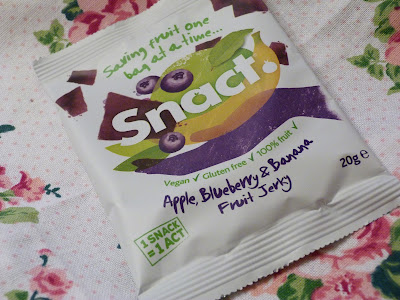 Saving fruit one
bag at a time...
Snact.
Vegan ✓ Gluten free ✓ 100% fruit ✓
Apple, Blueberry & Banana
Fruit Jerky
20g ℮
1 SNACK
= 1 ACT